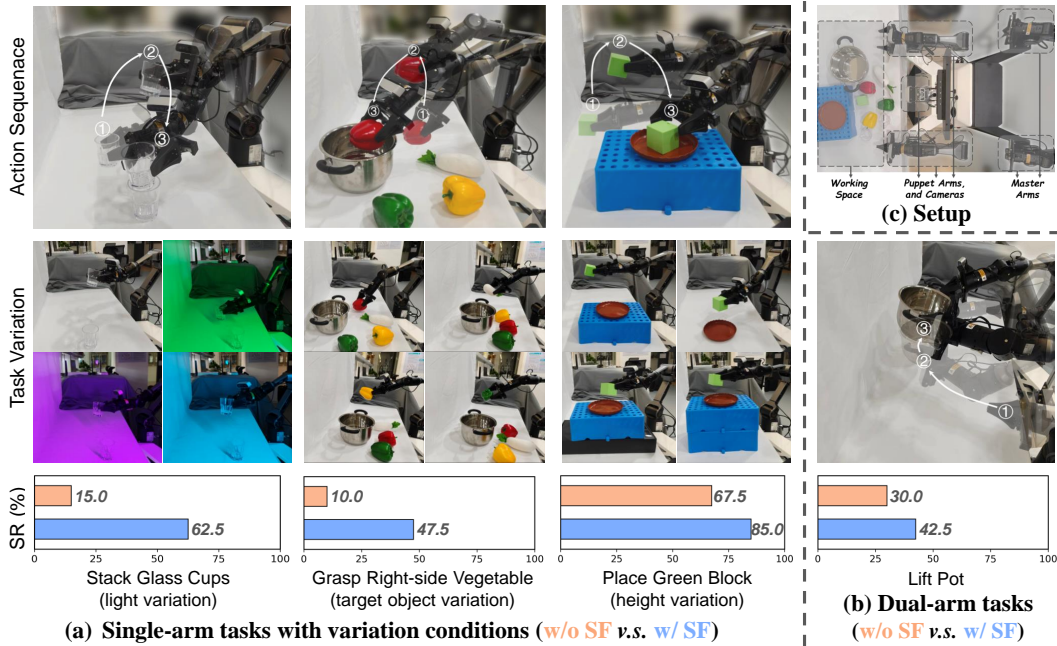 Action Sequenace
①
②
③
①
②
③
①
②
③
Working
Space
Puppet Arms,
and Cameras
Master
Arms
(c) Setup
Task Variation
①
②
③
SR (%)
15.0
62.5
0 25 50 75 100
Stack Glass Cups
(light variation)
10.0
47.5
0 25 50 75 100
Grasp Right-side Vegetable
(target object variation)
67.5
85.0
0 25 50 75 100
Place Green Block
(height variation)
(a) Single-arm tasks with variation conditions (w/o SF v.s. w/ SF)
30.0
42.5
0 25 50 75 100
Lift Pot
(b) Dual-arm tasks
(w/o SF v.s. w/ SF)